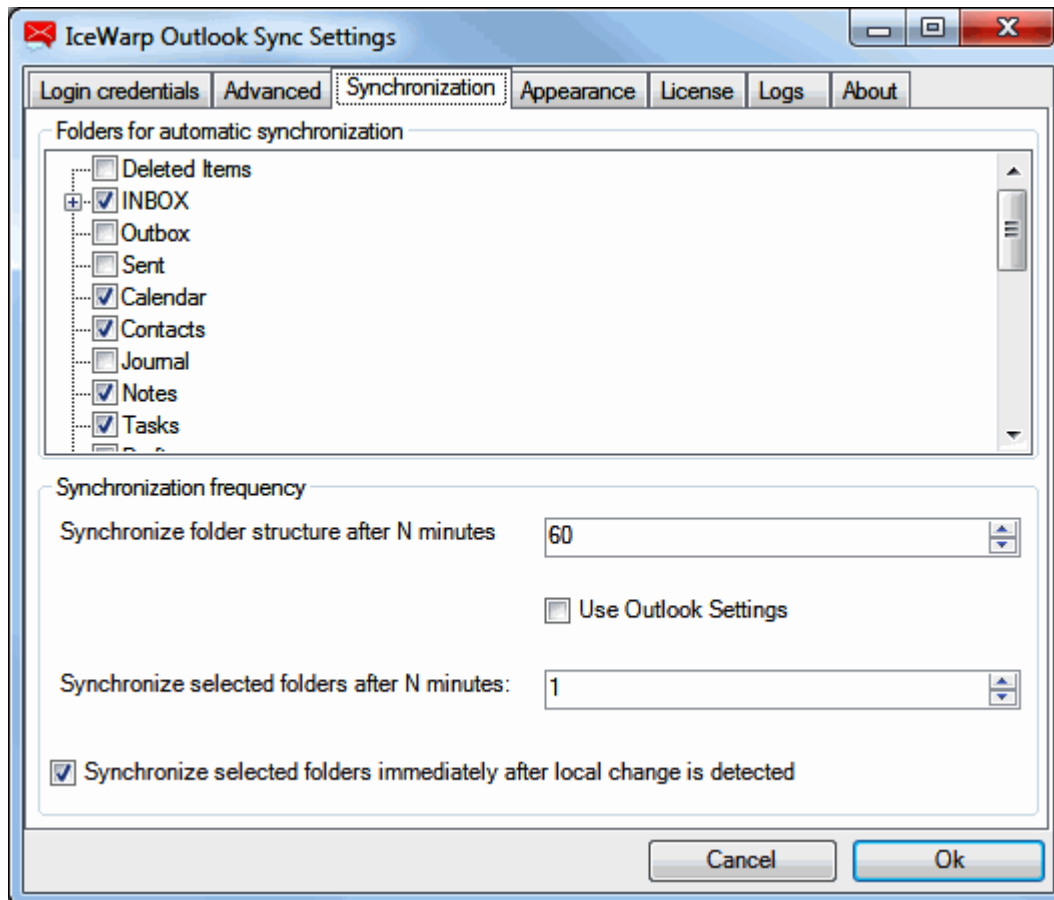 IceWarp Outlook Sync Settings
Login credentials Advanced Synchronization Appearance License Logs About
Folders for automatic synchronization
Deleted Items
INBOX
Outbox
Sent
Calendar
Contacts
Journal
Notes
Tasks
Synchronization frequency
Synchronize folder structure after N minutes 60
Use Outlook Settings
Synchronize selected folders after N minutes: 1
Synchronize selected folders immediately after local change is detected
Cancel Ok